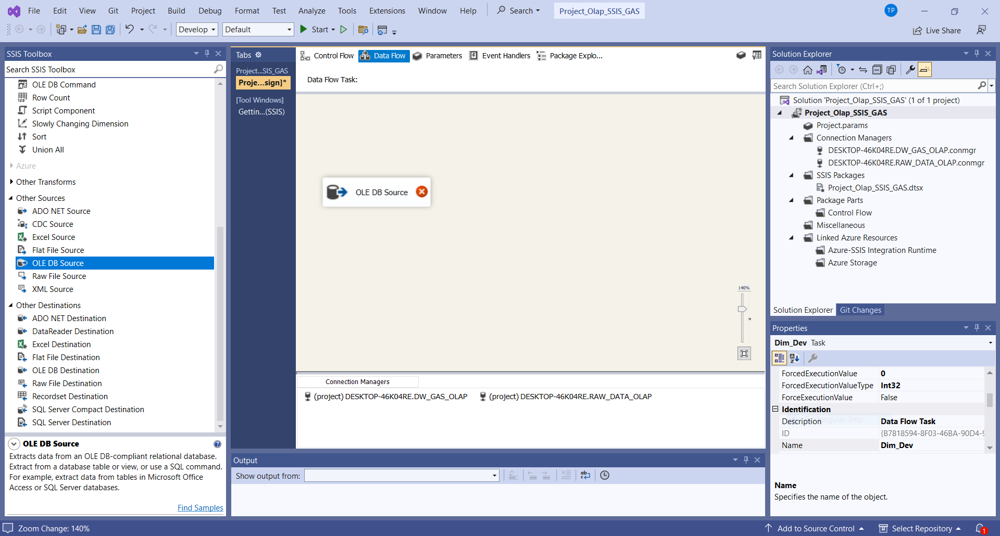 File Edit View Git Project Build Debug Format Test Analyze Tools Extensions Window Help Search Project_Olap_SSIS_GAS TP
Develop Default Start Live Share
SSIS Toolbox
Search SSIS Toolbox
OLE DB Command
Row Count
Script Component
Slowly Changing Dimension
Sort
Union All
Azure
Other Transforms
Other Sources
ADO NET Source
CDC Source
Excel Source
Flat File Source
OLE DB Source
Raw File Source
XML Source
Other Destinations
ADO NET Destination
DataReader Destination
Excel Destination
Flat File Destination
OLE DB Destination
Raw File Destination
Recordset Destination
SQL Server Compact Destination
SQL Server Destination
OLE DB Source
Extracts data from an OLE DB-compliant relational database.
Extract from a database table or view, or use a SQL command.
For example, extract data from tables in Microsoft Office
Access or SQL Server databases.
Find Samples
Tabs
Project...SIS_GAS
Proje...sign]*
[Tool Windows]
Gettin...(SSIS)
Control Flow Data Flow Parameters Event Handlers Package Explo...
Data Flow Task:
OLE DB Source
140%
Connection Managers
(project) DESKTOP-46K04RE.DW_GAS_OLAP (project) DESKTOP-46K04RE.RAW_DATA_OLAP
Output
Show output from:
Solution Explorer
Search Solution Explorer (Ctrl+;)
Solution 'Project_Olap_SSIS_GAS' (1 of 1 project)
Project_Olap_SSIS_GAS
Project.params
Connection Managers
DESKTOP-46K04RE.DW_GAS_OLAP.conmgr
DESKTOP-46K04RE.RAW_DATA_OLAP.conmgr
SSIS Packages
Project_Olap_SSIS_GAS.dtsx
Package Parts
Control Flow
Miscellaneous
Linked Azure Resources
Azure-SSIS Integration Runtime
Azure Storage
Solution Explorer Git Changes
Properties
Dim_Dev Task
ForcedExecutionValue 0
ForcedExecutionValueType Int32
ForceExecutionValue False
Identification
Description Data Flow Task
ID {B7818594-8F03-46BA-90D4-9
Name Dim_Dev
Name
Specifies the name of the object.
Zoom Change: 140% Add to Source Control Select Repository 1